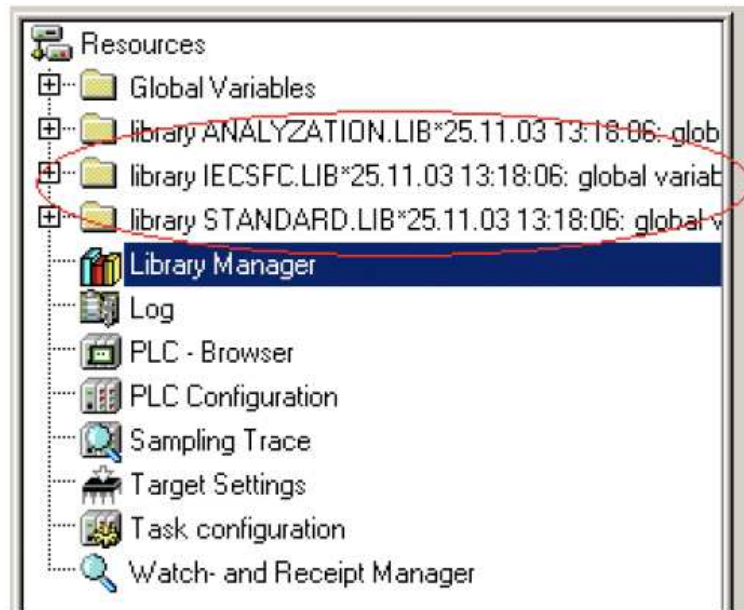 Resources
Global Variables
library ANALYZATION.LIB*25.11.03 13:18:06: glob
library IECSFC.LIB*25.11.03 13:18:06: global variab
library STANDARD.LIB*25.11.03 13:18:06: global v
Library Manager
Log
PLC - Browser
PLC Configuration
Sampling Trace
Target Settings
Task configuration
Watch- and Receipt Manager